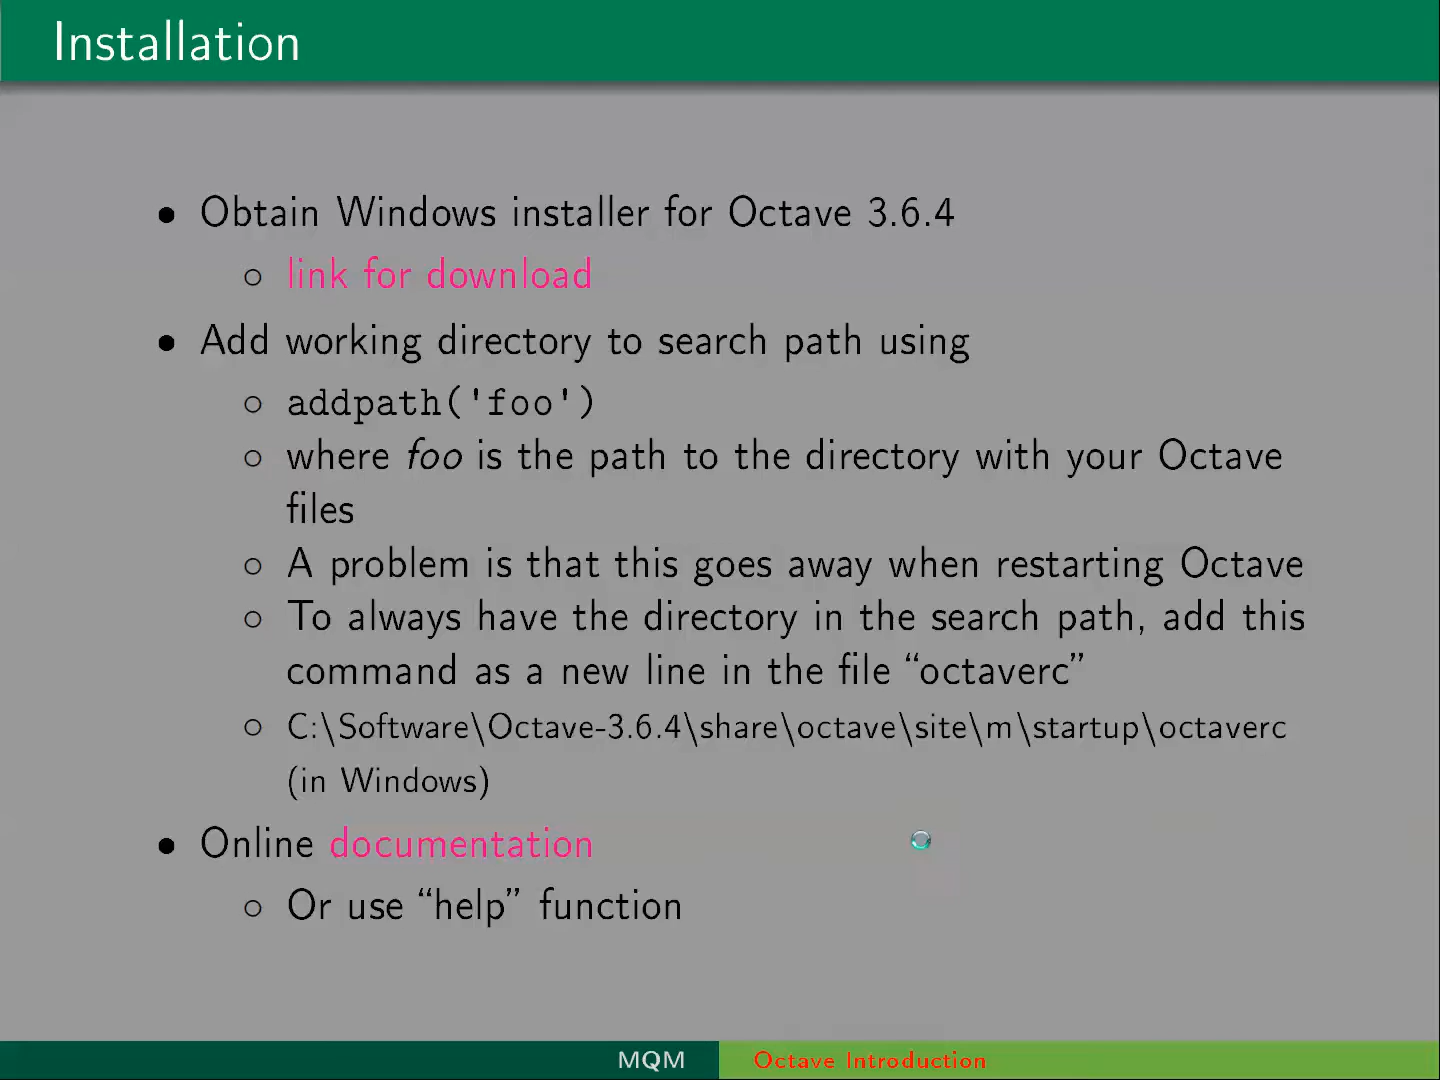 Installation
• Obtain Windows installer for Octave 3.6.4
○ link for download
• Add working directory to search path using
○ addpath('foo')
○ where foo is the path to the directory with your Octave
files
○ A problem is that this goes away when restarting Octave
○ To always have the directory in the search path, add this
command as a new line in the file “octaverc”
○ C:\Software\Octave-3.6.4\share\octave\site\m\startup\octaverc
(in Windows)
• Online documentation
○ Or use “help” function
MQM Octave Introduction